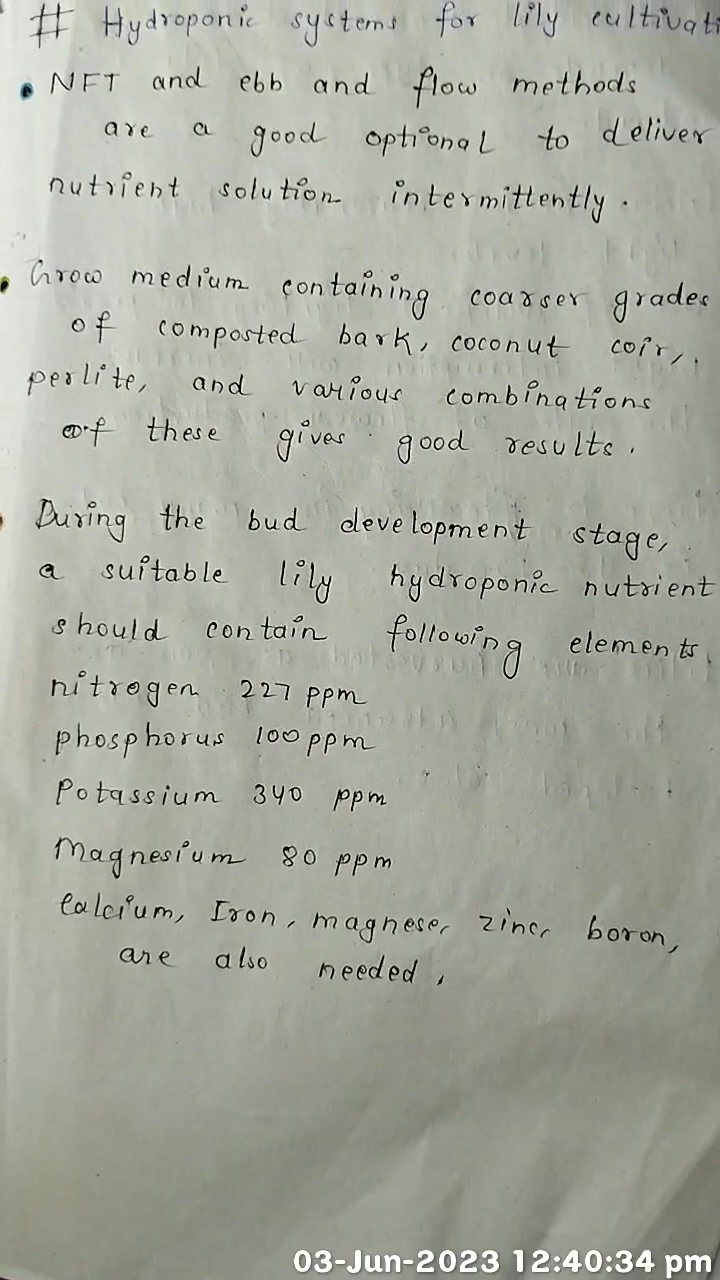 # Hydroponic systems for lily cultivati
• NFT and ebb and flow methods
are a good optional to deliver
nutrient solution intermittently.
• Grow medium containing coarser grades
of composted bark, coconut coir,
perlite, and various combinations
of these gives good results.
• During the bud development stage,
a suitable lily hydroponic nutrient
should contain following elements.
nitrogen 227 ppm
phosphorus 100 ppm
Potassium 340 ppm
Magnesium 80 ppm
Calcium, Iron, magnese, zinc, boron,
are also needed,
03-Jun-2023 12:40:34 pm